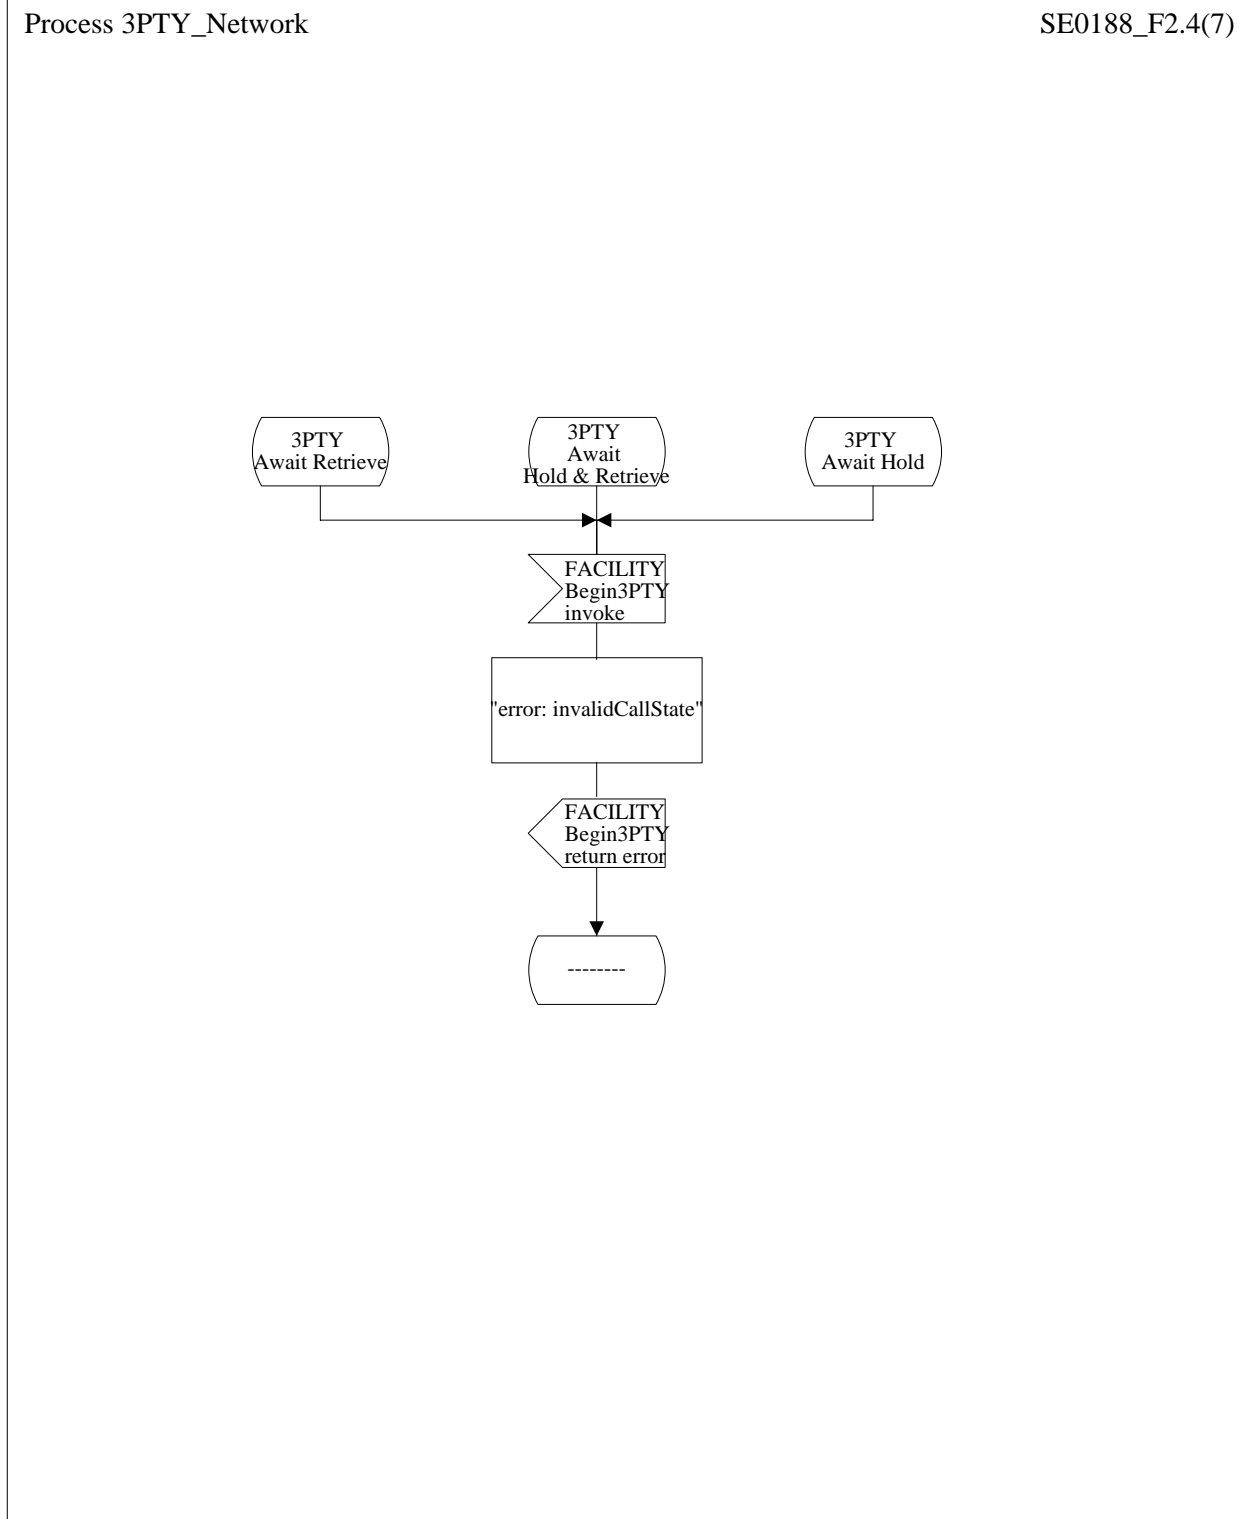 Process 3PTY_Network
SE0188_F2.4(7)
3PTY
Await Retrieve
3PTY
Await
Hold & Retrieve
3PTY
Await Hold
FACILITY
Begin3PTY
invoke
"error: invalidCallState"
FACILITY
Begin3PTY
return error
--------